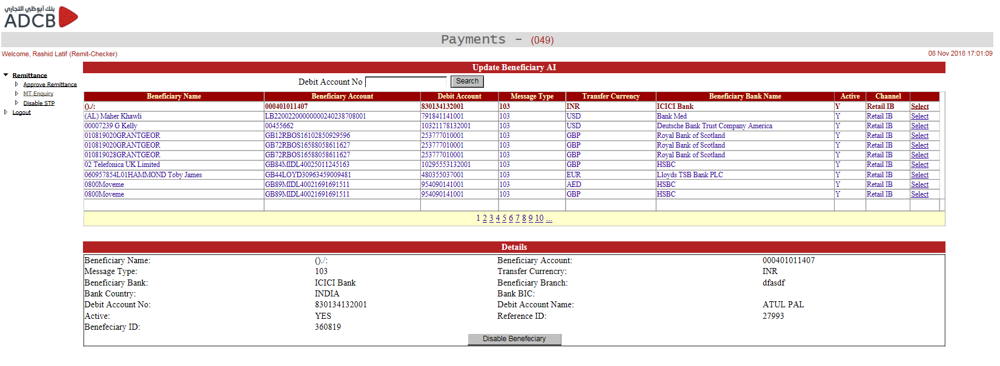 بنك أبوظبي التجاري
ADCB
Payments - (049)
Welcome, Rashid Latif (Remit-Checker) 08 Nov 2018 17:01:09
Remittance
Approve Remittance
MT Enquiry
Disable STP
Logout
Update Beneficiary AI
Debit Account No Search
Beneficiary Name Beneficiary Account Debit Account Message Type Transfer Currency Beneficiary Bank Name Active Channel
()./: 000401011407 830134132001 103 INR ICICI Bank Y Retail IB Select
(AL) Maher Khawli LB22002200000000240238708001 791841141001 103 USD Bank Med Y Retail IB Select
00007239 G Kelly 00455662 10321178132001 103 USD Deutsche Bank Trust Company America Y Retail IB Select
010819020GRANTGEOR GB12RBOS16102850929596 253777010001 103 GBP Royal Bank of Scotland Y Retail IB Select
010819020GRANTGEOR GB72RBOS16588058611627 253777010001 103 GBP Royal Bank of Scotland Y Retail IB Select
010819028GRANTGEOR GB72RBOS16588058611627 253777010001 103 GBP Royal Bank of Scotland Y Retail IB Select
02 Telefonica UK Limited GB84MIDL40025011245163 10295553132001 103 GBP HSBC Y Retail IB Select
060957854L01HAMMOND Toby James GB44LOYD30963459009481 480355037001 103 EUR Lloyds TSB Bank PLC Y Retail IB Select
0800Moveme GB89MIDL40021691691511 954090141001 103 AED HSBC Y Retail IB Select
0800Moveme GB89MIDL40021691691511 954090141001 103 GBP HSBC Y Retail IB Select
1 2 3 4 5 6 7 8 9 10 ...
Details
Beneficiary Name: ()./: Beneficiary Account: 000401011407
Message Type: 103 Transfer Currencry: INR
Beneficiary Bank: ICICI Bank Beneficiary Branch: dfasdf
Bank Country: INDIA Bank BIC:
Debit Account No: 830134132001 Debit Account Name: ATUL PAL
Active: YES Reference ID: 27993
Benefeciary ID: 360819
Disable Benefeciary